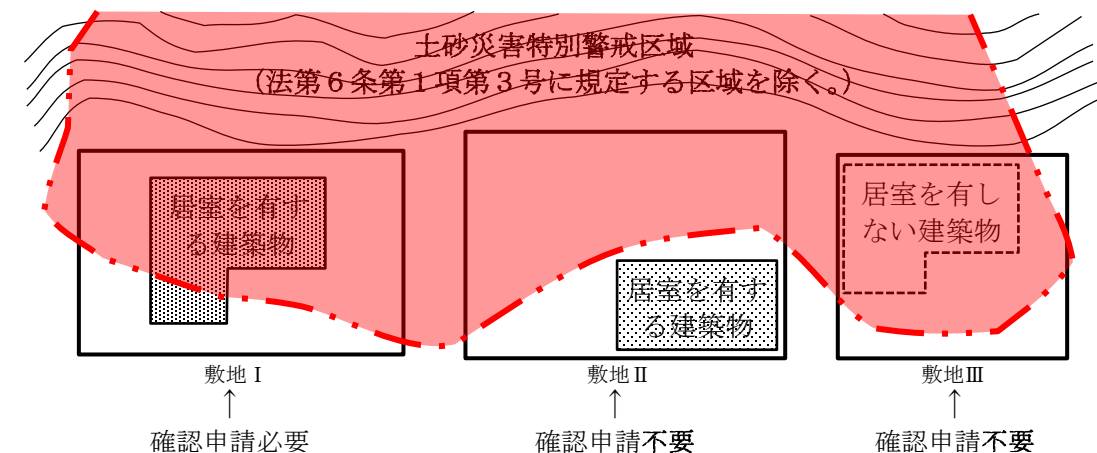 土砂災害特別警戒区域
(法第６条第１項第３号に規定する区域を除く。)
居室を有す
る建築物
居室を有す
る建築物
居室を有し
ない建築物
敷地Ⅰ
敷地Ⅱ
敷地Ⅲ
↑
↑
↑
確認申請必要
確認申請不要
確認申請不要